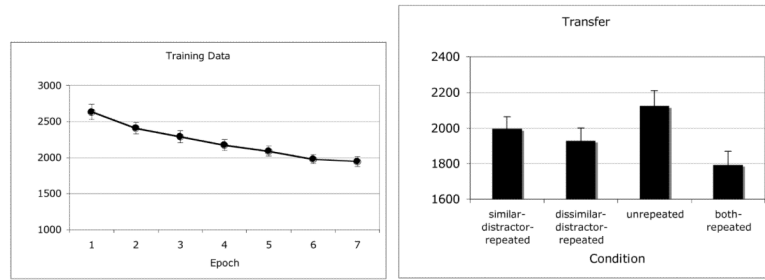 Training Data
3000
2500
2000
1500
1000
1 2 3 4 5 6 7
Epoch
Transfer
2400
2200
2000
1800
1600
similar-
distractor-
repeated
dissimilar-
distractor-
repeated
unrepeated
both-
repeated
Condition